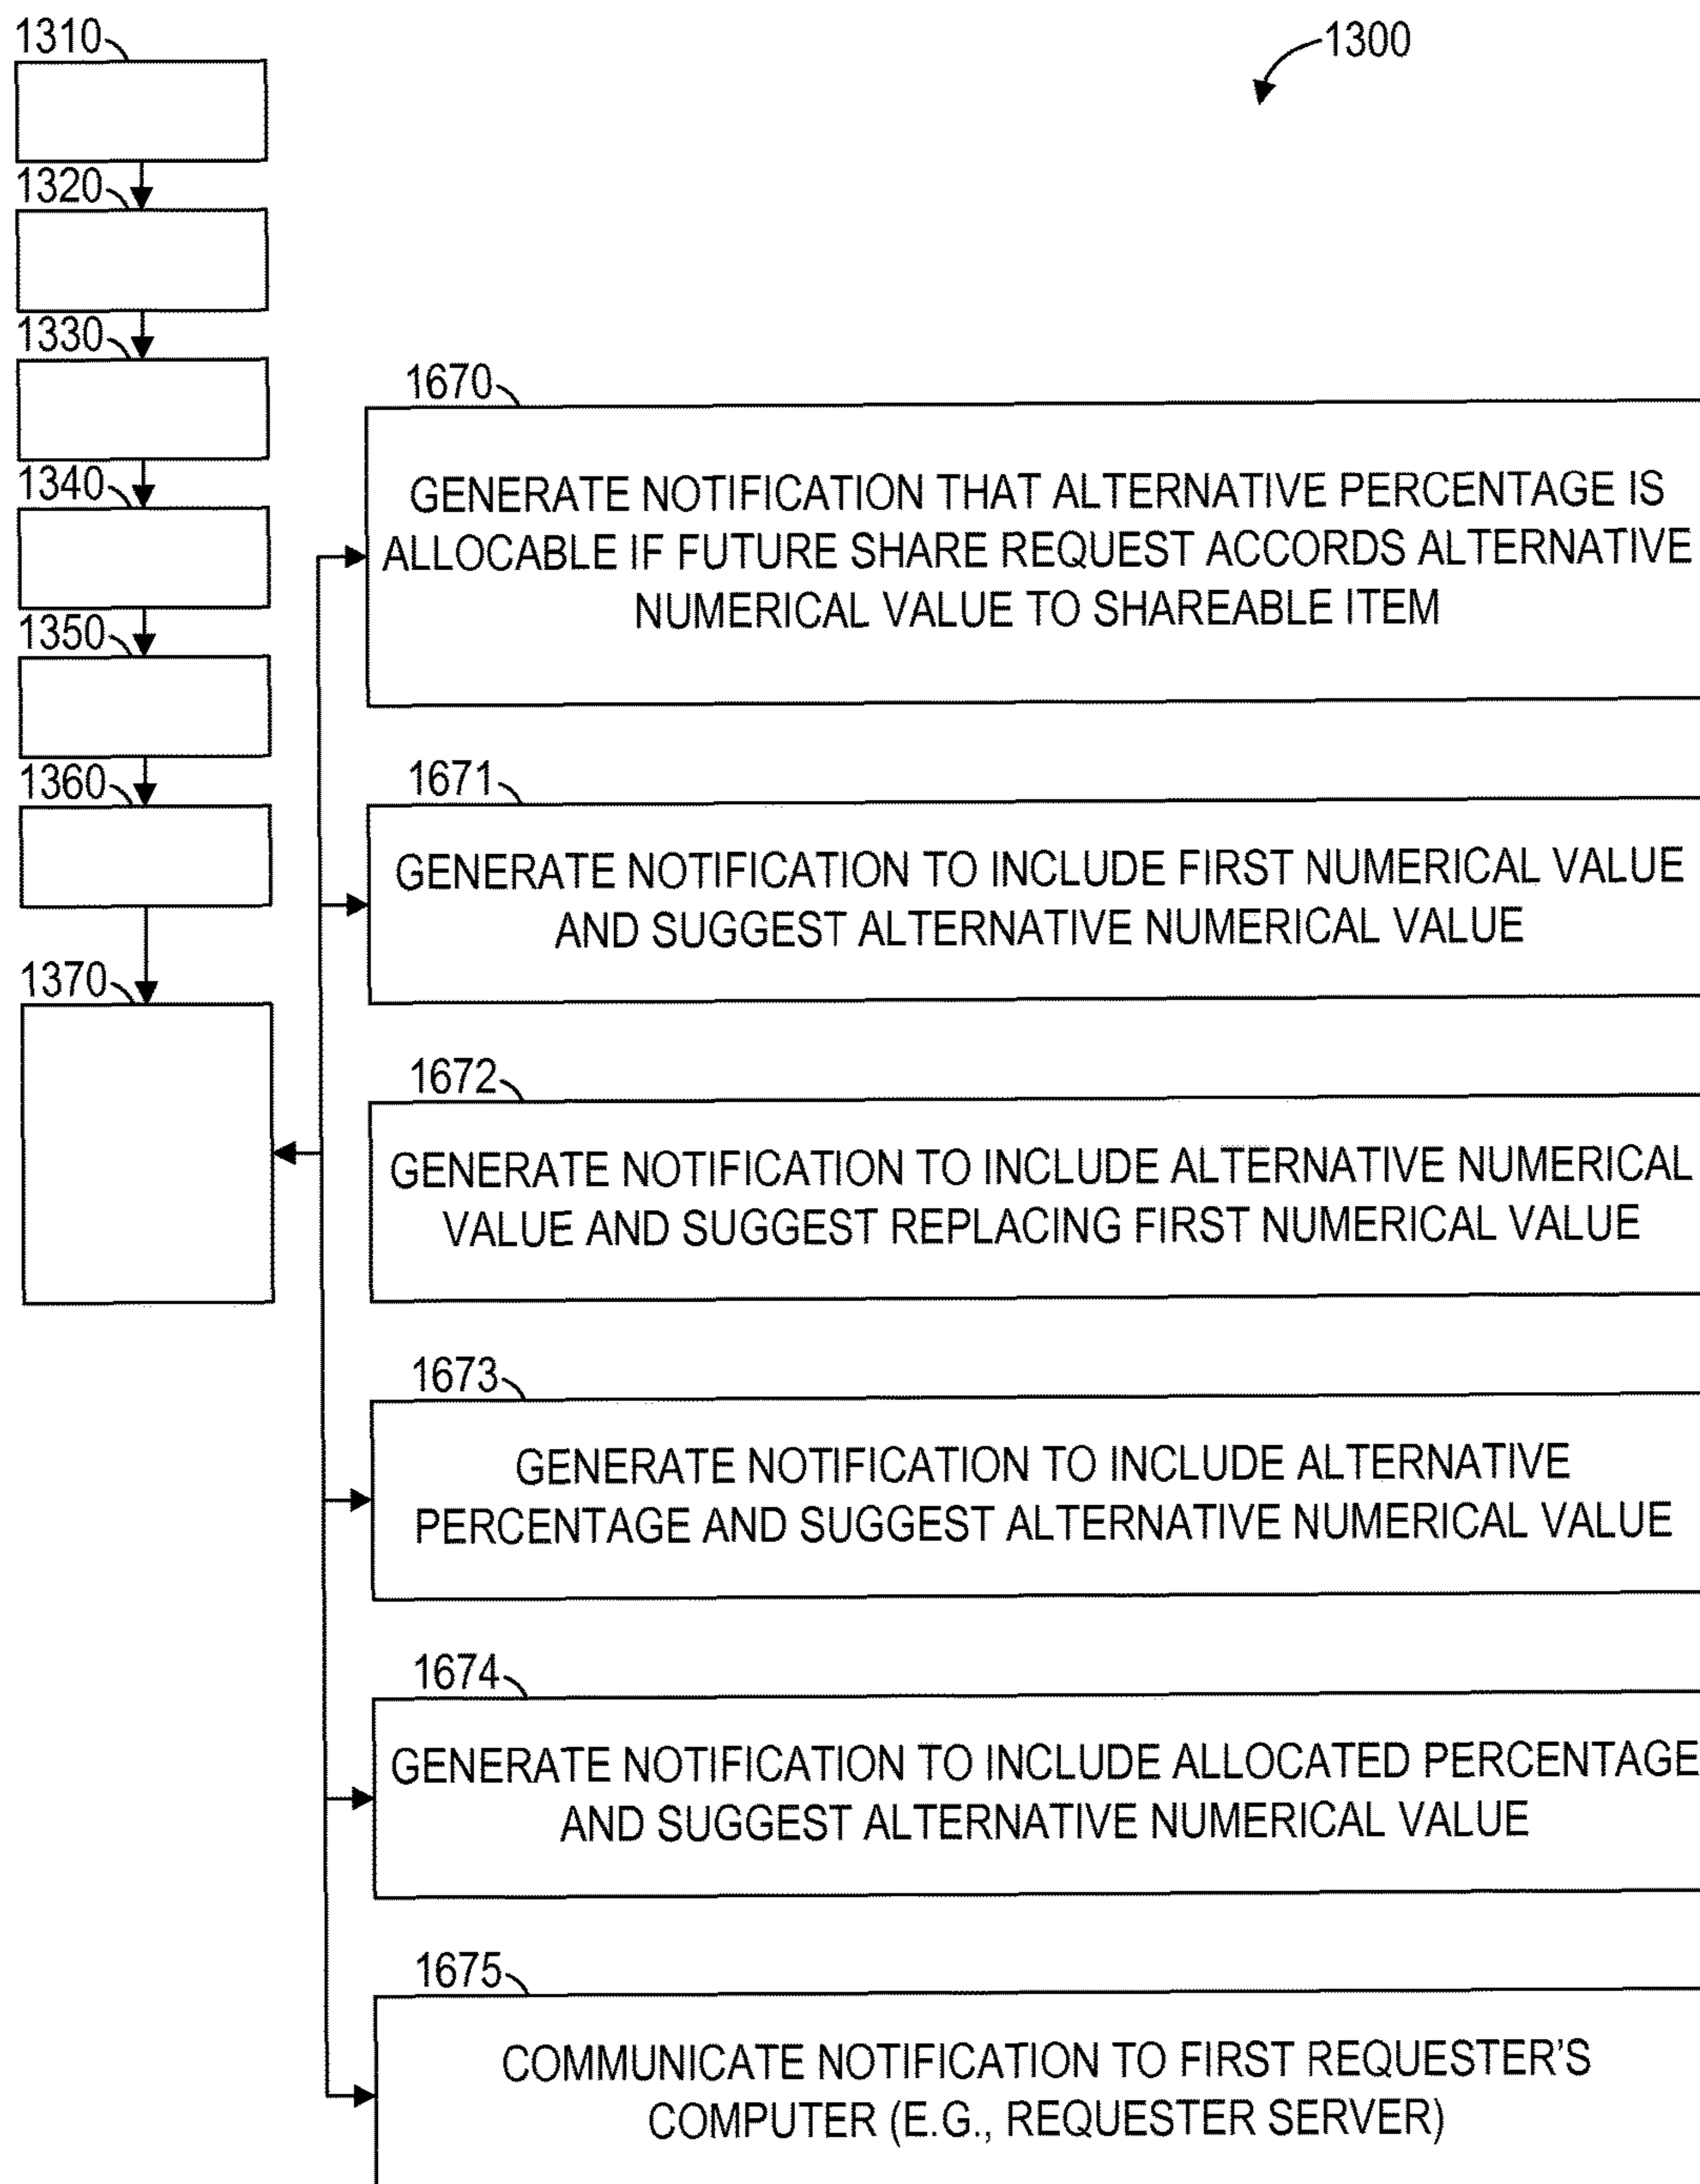 1300
1310
1320
1330
1340
1350
1360
1370
1670
GENERATE NOTIFICATION THAT ALTERNATIVE PERCENTAGE IS
ALLOCABLE IF FUTURE SHARE REQUEST ACCORDS ALTERNATIVE
NUMERICAL VALUE TO SHAREABLE ITEM
1671
GENERATE NOTIFICATION TO INCLUDE FIRST NUMERICAL VALUE
AND SUGGEST ALTERNATIVE NUMERICAL VALUE
1672
GENERATE NOTIFICATION TO INCLUDE ALTERNATIVE NUMERICAL
VALUE AND SUGGEST REPLACING FIRST NUMERICAL VALUE
1673
GENERATE NOTIFICATION TO INCLUDE ALTERNATIVE
PERCENTAGE AND SUGGEST ALTERNATIVE NUMERICAL VALUE
1674
GENERATE NOTIFICATION TO INCLUDE ALLOCATED PERCENTAGE
AND SUGGEST ALTERNATIVE NUMERICAL VALUE
1675
COMMUNICATE NOTIFICATION TO FIRST REQUESTER'S
COMPUTER (E.G., REQUESTER SERVER)